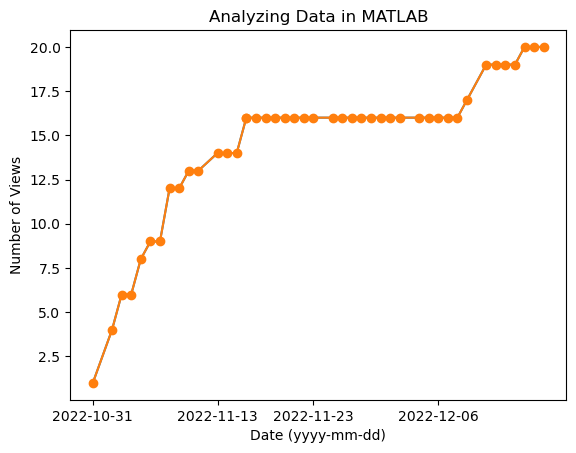 Analyzing Data in MATLAB
Number of Views
20.0
17.5
15.0
12.5
10.0
7.5
5.0
2.5
2022-10-31 2022-11-13 2022-11-23 2022-12-06
Date (yyyy-mm-dd)